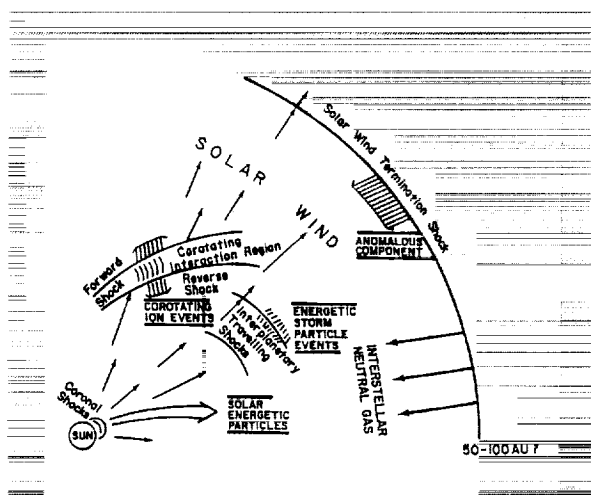 Solar Wind Termination Shock
SOLAR
WIND
ANOMALOUS
COMPONENT
Forward
Shock
Corotating
Interaction Region
Reverse
Shock
COROTATING
ION EVENTS
Interplanetary
Travelling
Shocks
ENERGETIC
STORM
PARTICLE
EVENTS
INTERSTELLAR
NEUTRAL GAS
Coronal
Shocks
SUN
SOLAR
ENERGETIC
PARTICLES
50-100 AU ?